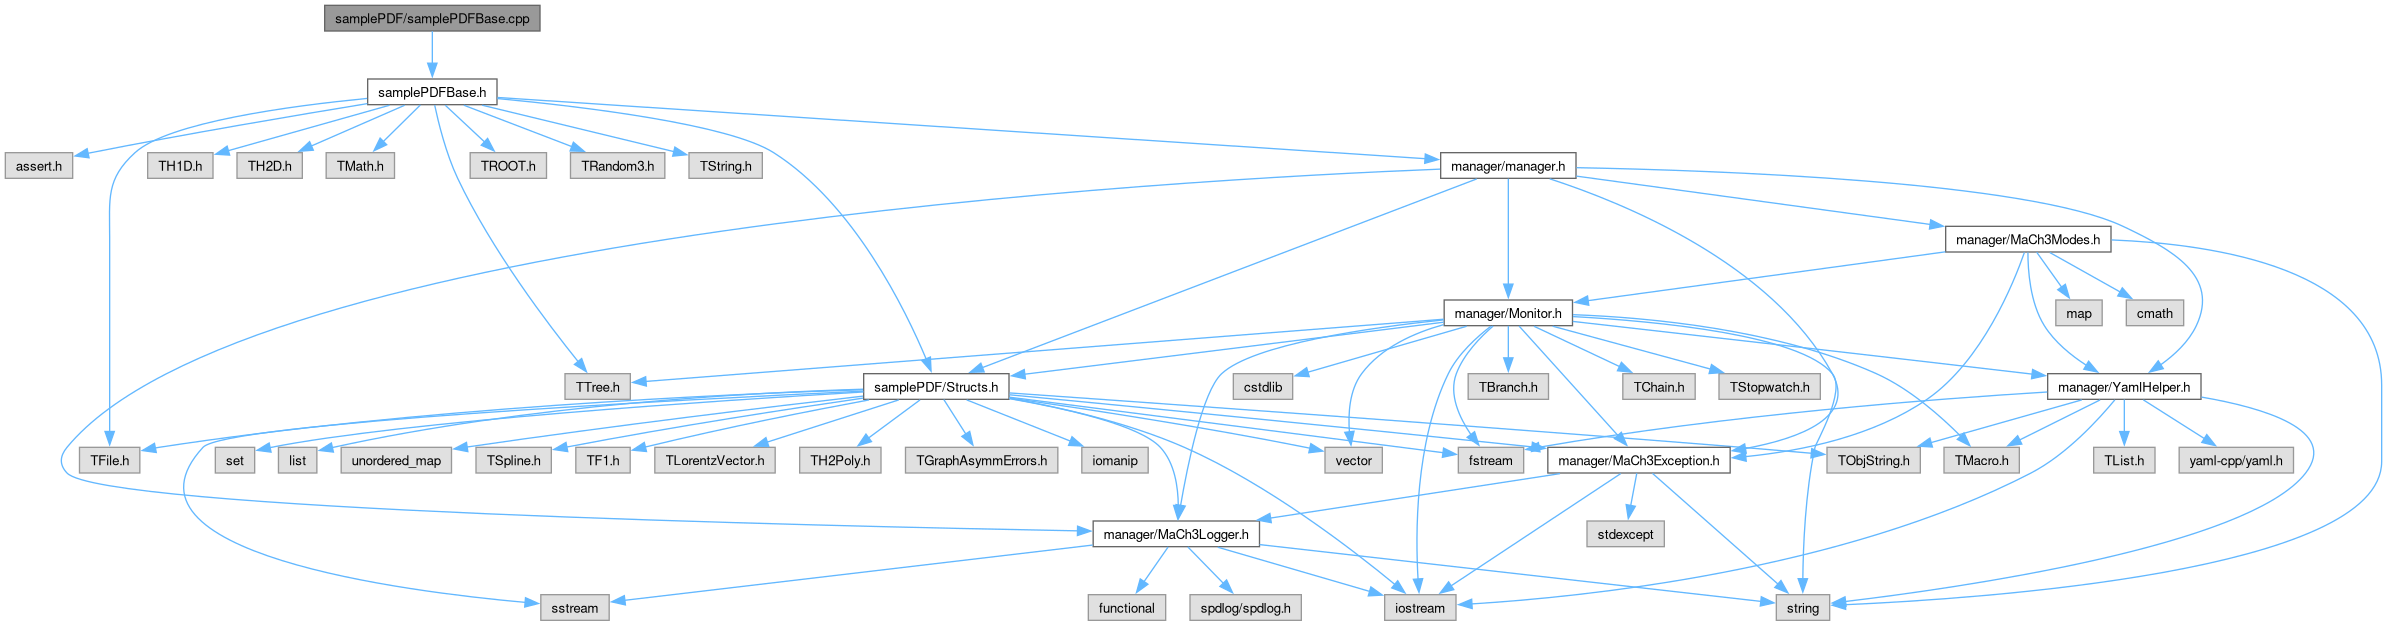 samplePDF/samplePDFBase.cpp
samplePDFBase.h
assert.h
TH1D.h
TH2D.h
TMath.h
TROOT.h
TRandom3.h
TString.h
manager/manager.h
manager/MaCh3Modes.h
manager/Monitor.h
map
cmath
TTree.h
samplePDF/Structs.h
cstdlib
TBranch.h
TChain.h
TStopwatch.h
manager/YamlHelper.h
TFile.h
set
list
unordered_map
TSpline.h
TF1.h
TLorentzVector.h
TH2Poly.h
TGraphAsymmErrors.h
iomanip
vector
fstream
manager/MaCh3Exception.h
TObjString.h
TMacro.h
TList.h
yaml-cpp/yaml.h
manager/MaCh3Logger.h
stdexcept
sstream
functional
spdlog/spdlog.h
iostream
string